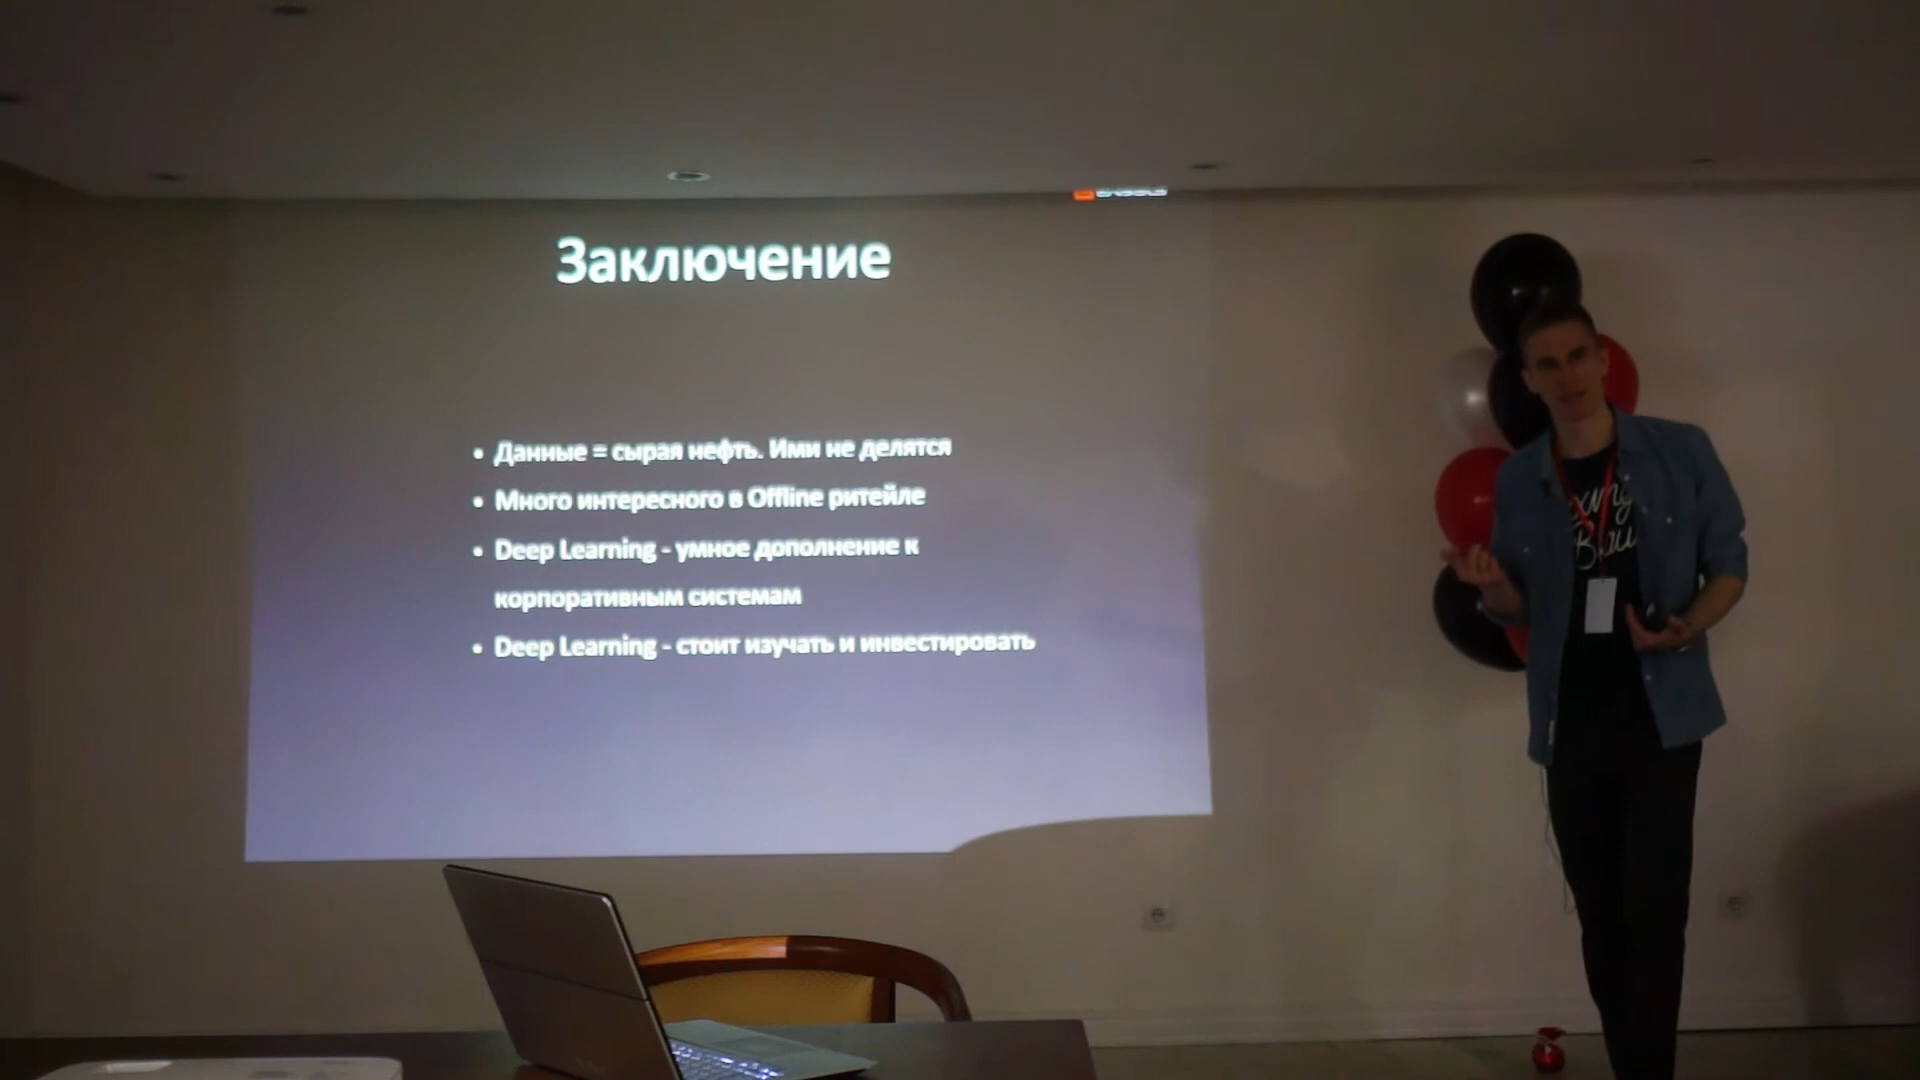 Заключение
• Данные = сырая нефть. Ими не делятся
• Много интересного в Offline ритейле
• Deep Learning - умное дополнение к
корпоративным системам
• Deep Learning - стоит изучать и инвестировать